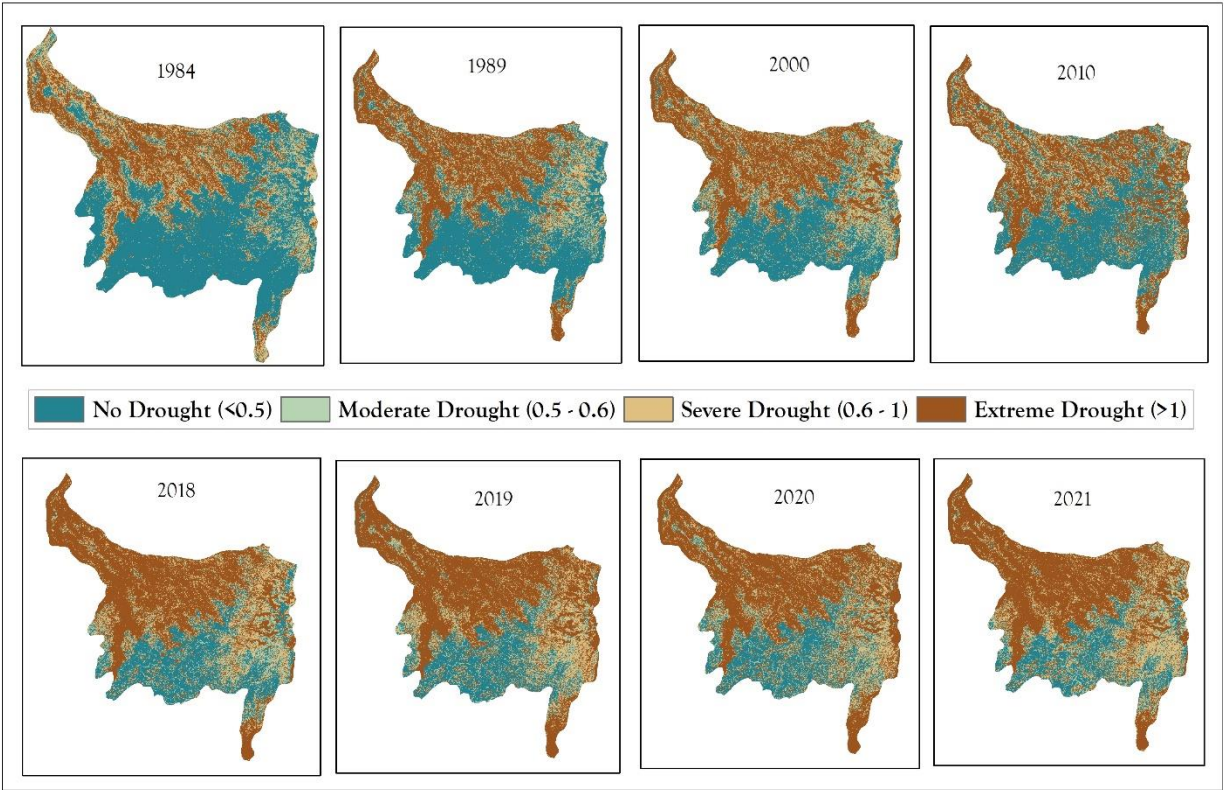 1984
1989
2000
2010
No Drought (<0.5)
Moderate Drought (0.5 - 0.6)
Severe Drought (0.6 - 1)
Extreme Drought (>1)
2018
2019
2020
2021